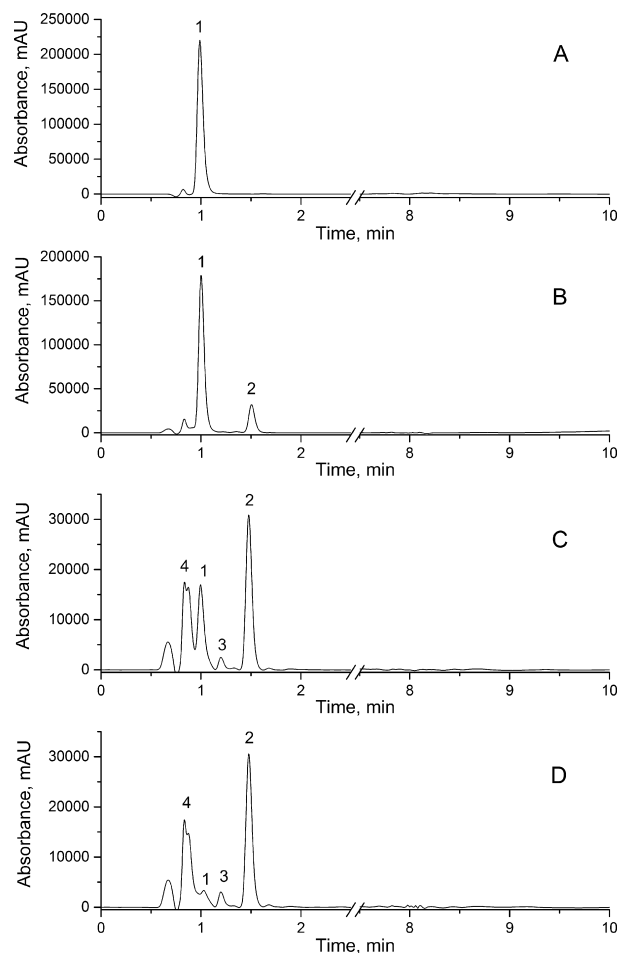 250000
1
200000
A
150000
100000
50000
0
Absorbance, mAU
0 1 2 8 9 10
Time, min
200000
1
B
150000
100000
2
50000
0
Absorbance, mAU
0 1 2 8 9 10
Time, min
2
30000
C
20000
4 1
10000
3
0
Absorbance, mAU
0 1 2 8 9 10
Time, min
2
30000
D
4
20000
10000
1 3
0
Absorbance, mAU
0 1 2 8 9 10
Time, min